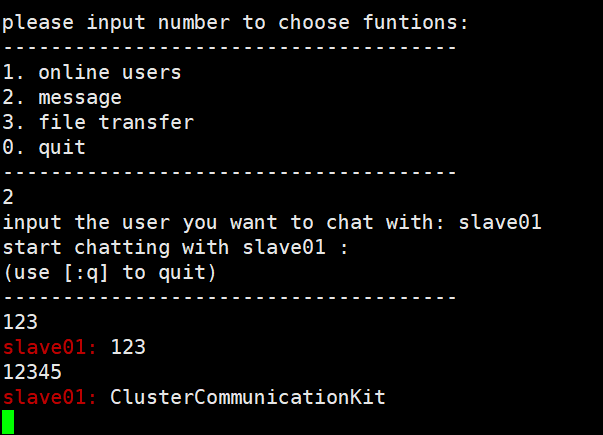 please input number to choose funtions:
--------------------------------------
1. online users
2. message
3. file transfer
0. quit
--------------------------------------
2
input the user you want to chat with: slave01
start chatting with slave01 :
(use [:q] to quit)
--------------------------------------
123
slave01: 123
12345
slave01: ClusterCommunicationKit